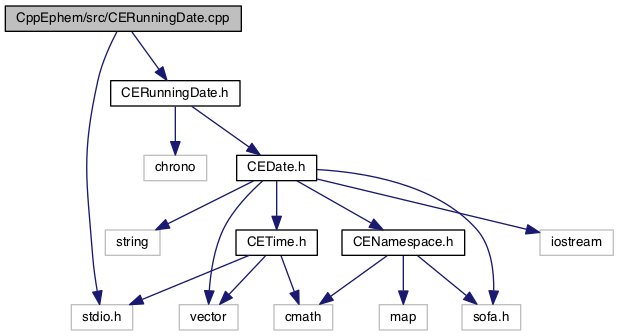 CppEphem/src/CERunningDate.cpp
CERunningDate.h
chrono
CEDate.h
string
CETime.h
CENamespace.h
iostream
stdio.h
vector
cmath
map
sofa.h